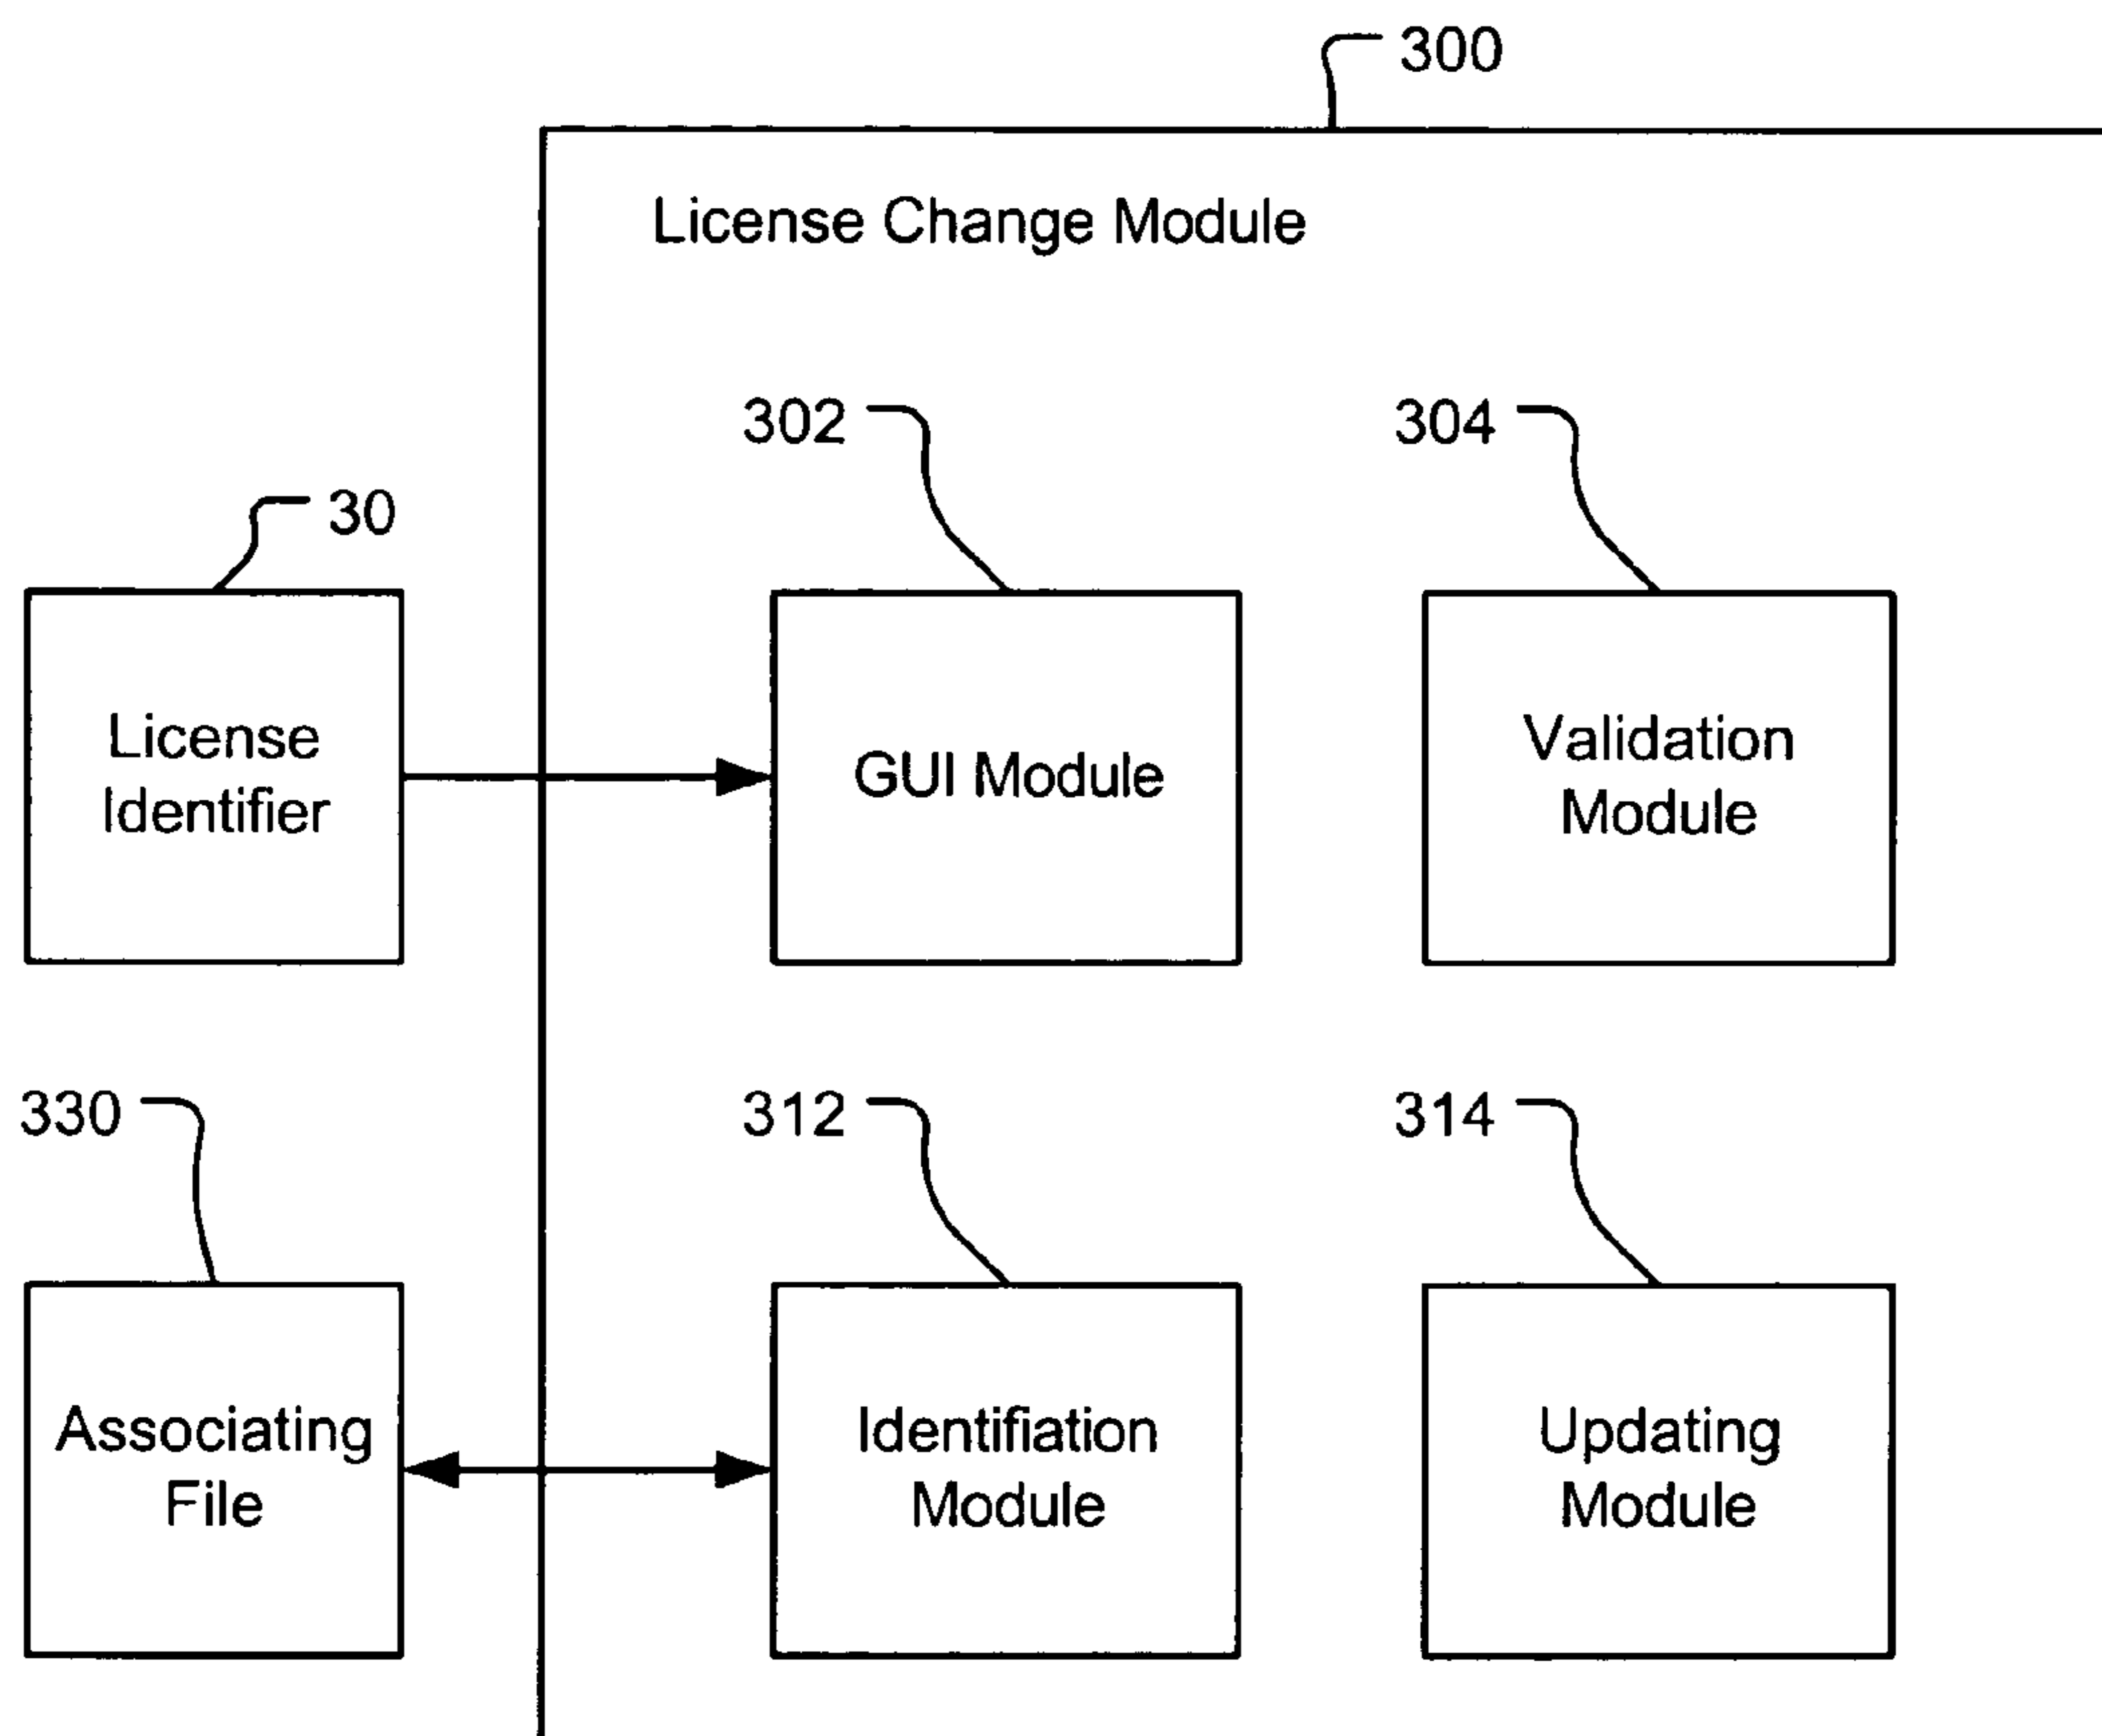 300
License Change Module
302
304
30
License
Identifier
GUI Module
Validation
Module
330
312
314
Associating
File
Identifiation
Module
Updating
Module